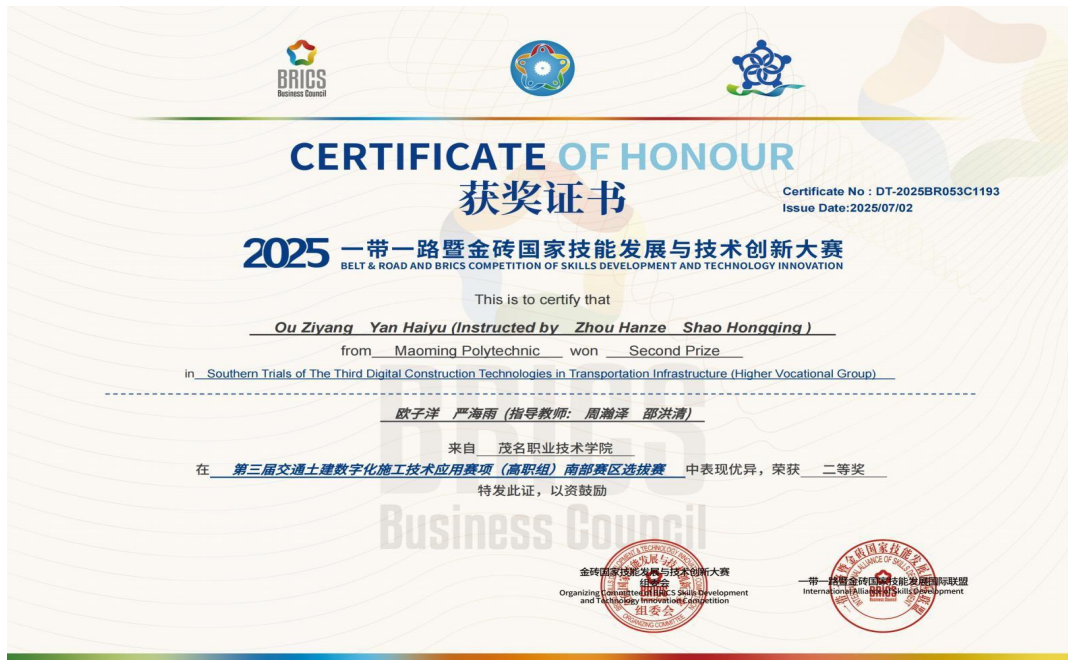 BRICS
Business Council
CERTIFICATE OF HONOUR
获奖证书
Certificate No : DT-2025BR053C1193
Issue Date:2025/07/02
2025 一带一路暨金砖国家技能发展与技术创新大赛
BELT & ROAD AND BRICS COMPETITION OF SKILLS DEVELOPMENT AND TECHNOLOGY INNOVATION
This is to certify that
Ou Ziyang Yan Haiyu (Instructed by Zhou Hanze Shao Hongqing )
from Maoming Polytechnic won Second Prize
in Southern Trials of The Third Digital Construction Technologies in Transportation Infrastructure (Higher Vocational Group)
BRICS
欧子洋 严海雨 (指导教师: 周瀚泽 邵洪清)
来自 茂名职业技术学院
在 第三届交通土建数字化施工技术应用赛项（高职组）南部赛区选拔赛 中表现优异，荣获 二等奖
特发此证，以资鼓励
Business Council
金砖国家技能发展与技术创新大赛
组委会
Organizing Committee of BRICS Skills Development
and Technology Innovation Competition
组委会
ORGANIZING COMMITTEE
一带一路暨金砖国家技能发展国际联盟
International Alliance of Skills Development
BRICS
Business Council